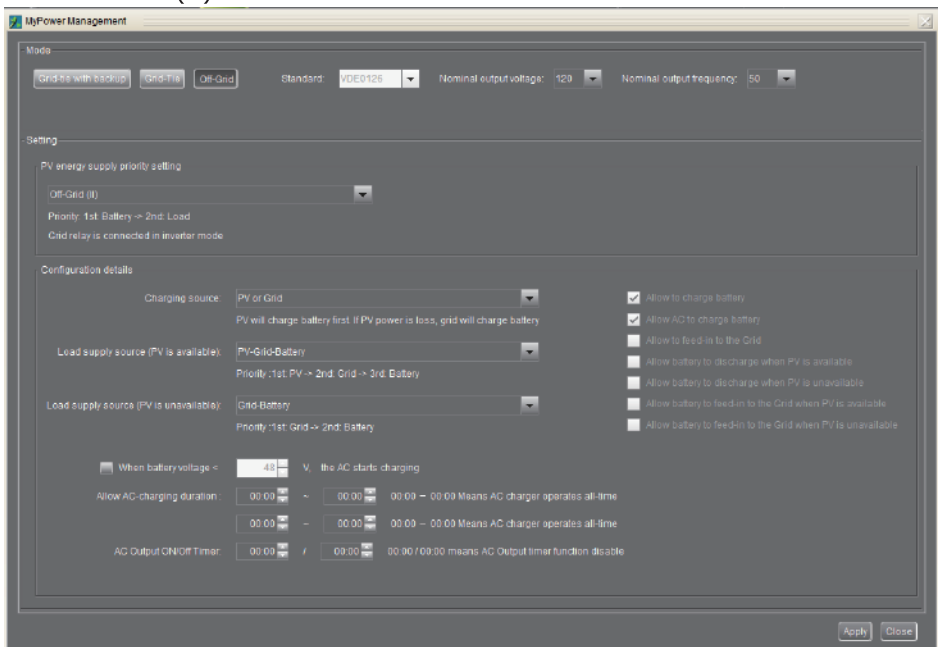 MyPower Management
Mode
Grid-tie with backup Grid-Tie Off-Grid Standard: VDE0126 Nominal output voltage: 120 Nominal output frequency: 50
Setting
PV energy supply priority setting
Off-Grid (II)
Priority: 1st: Battery -> 2nd: Load
Grid relay is connected in inverter mode
Configuration details
Charging source: PV or Grid
PV will charge battery first. If PV power is loss, grid will charge battery
Load supply source (PV is available): PV-Grid-Battery
Priority :1st: PV -> 2nd: Grid -> 3rd: Battery
Load supply source (PV is unavailable): Grid-Battery
Priority :1st: Grid -> 2nd: Battery
Allow to charge battery
Allow AC to charge battery
Allow to feed-in to the Grid
Allow battery to discharge when PV is available
Allow battery to discharge when PV is unavailable
Allow battery to feed-in to the Grid when PV is available
Allow battery to feed-in to the Grid when PV is unavailable
When battery voltage < 48 V, the AC starts charging
Allow AC-charging duration : 00:00 ~ 00:00 00:00 – 00:00 Means AC charger operates all-time
00:00 ~ 00:00 00:00 – 00:00 Means AC charger operates all-time
AC Output ON/Off Timer: 00:00 / 00:00 00:00 / 00:00 means AC Output timer function disable
Apply Close